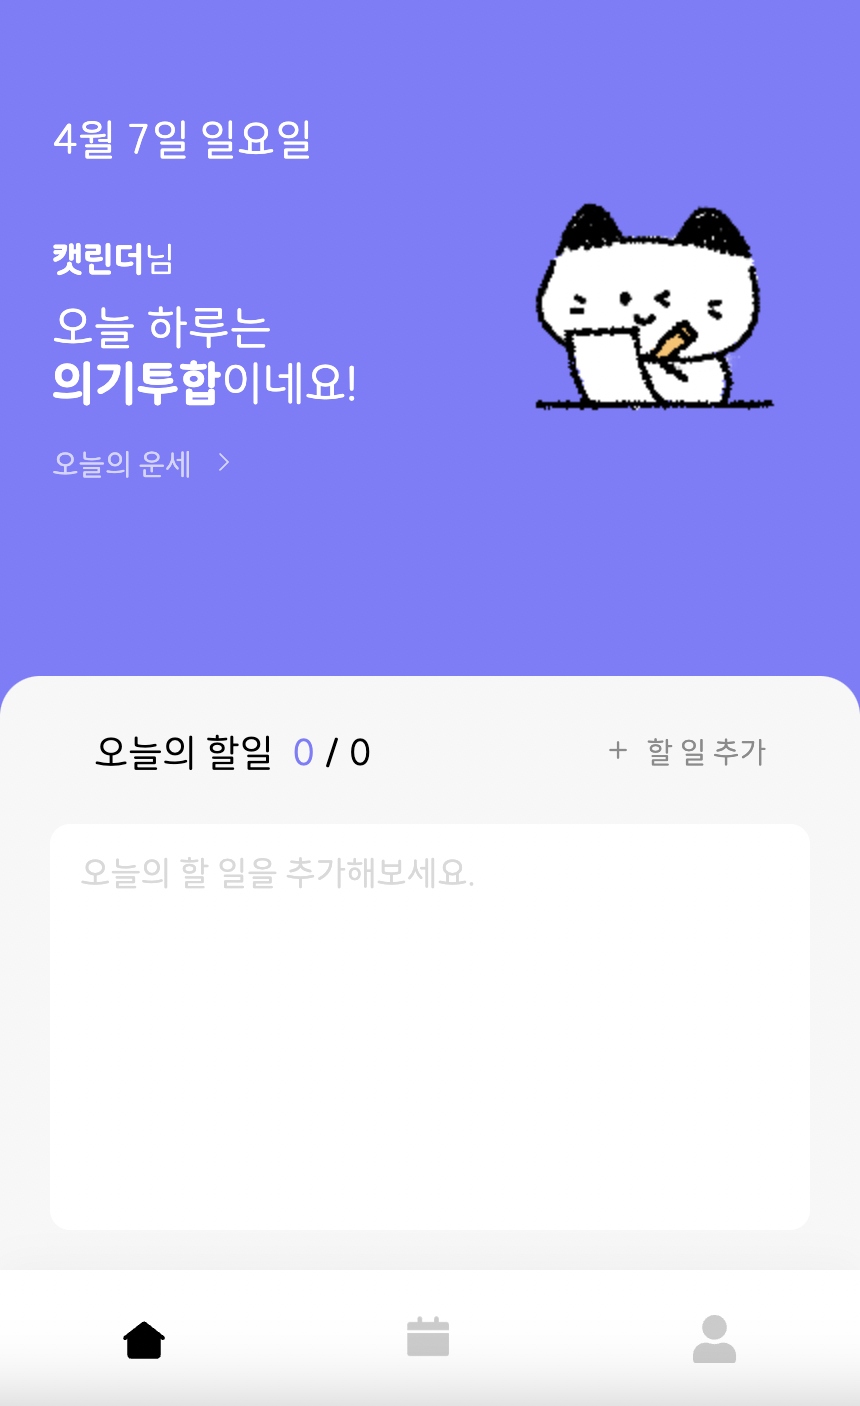 4월 7일 일요일
캣린더님
오늘 하루는
의기투합이네요!
오늘의 운세 >
오늘의 할일 0 / 0
+ 할 일 추가
오늘의 할 일을 추가해보세요.